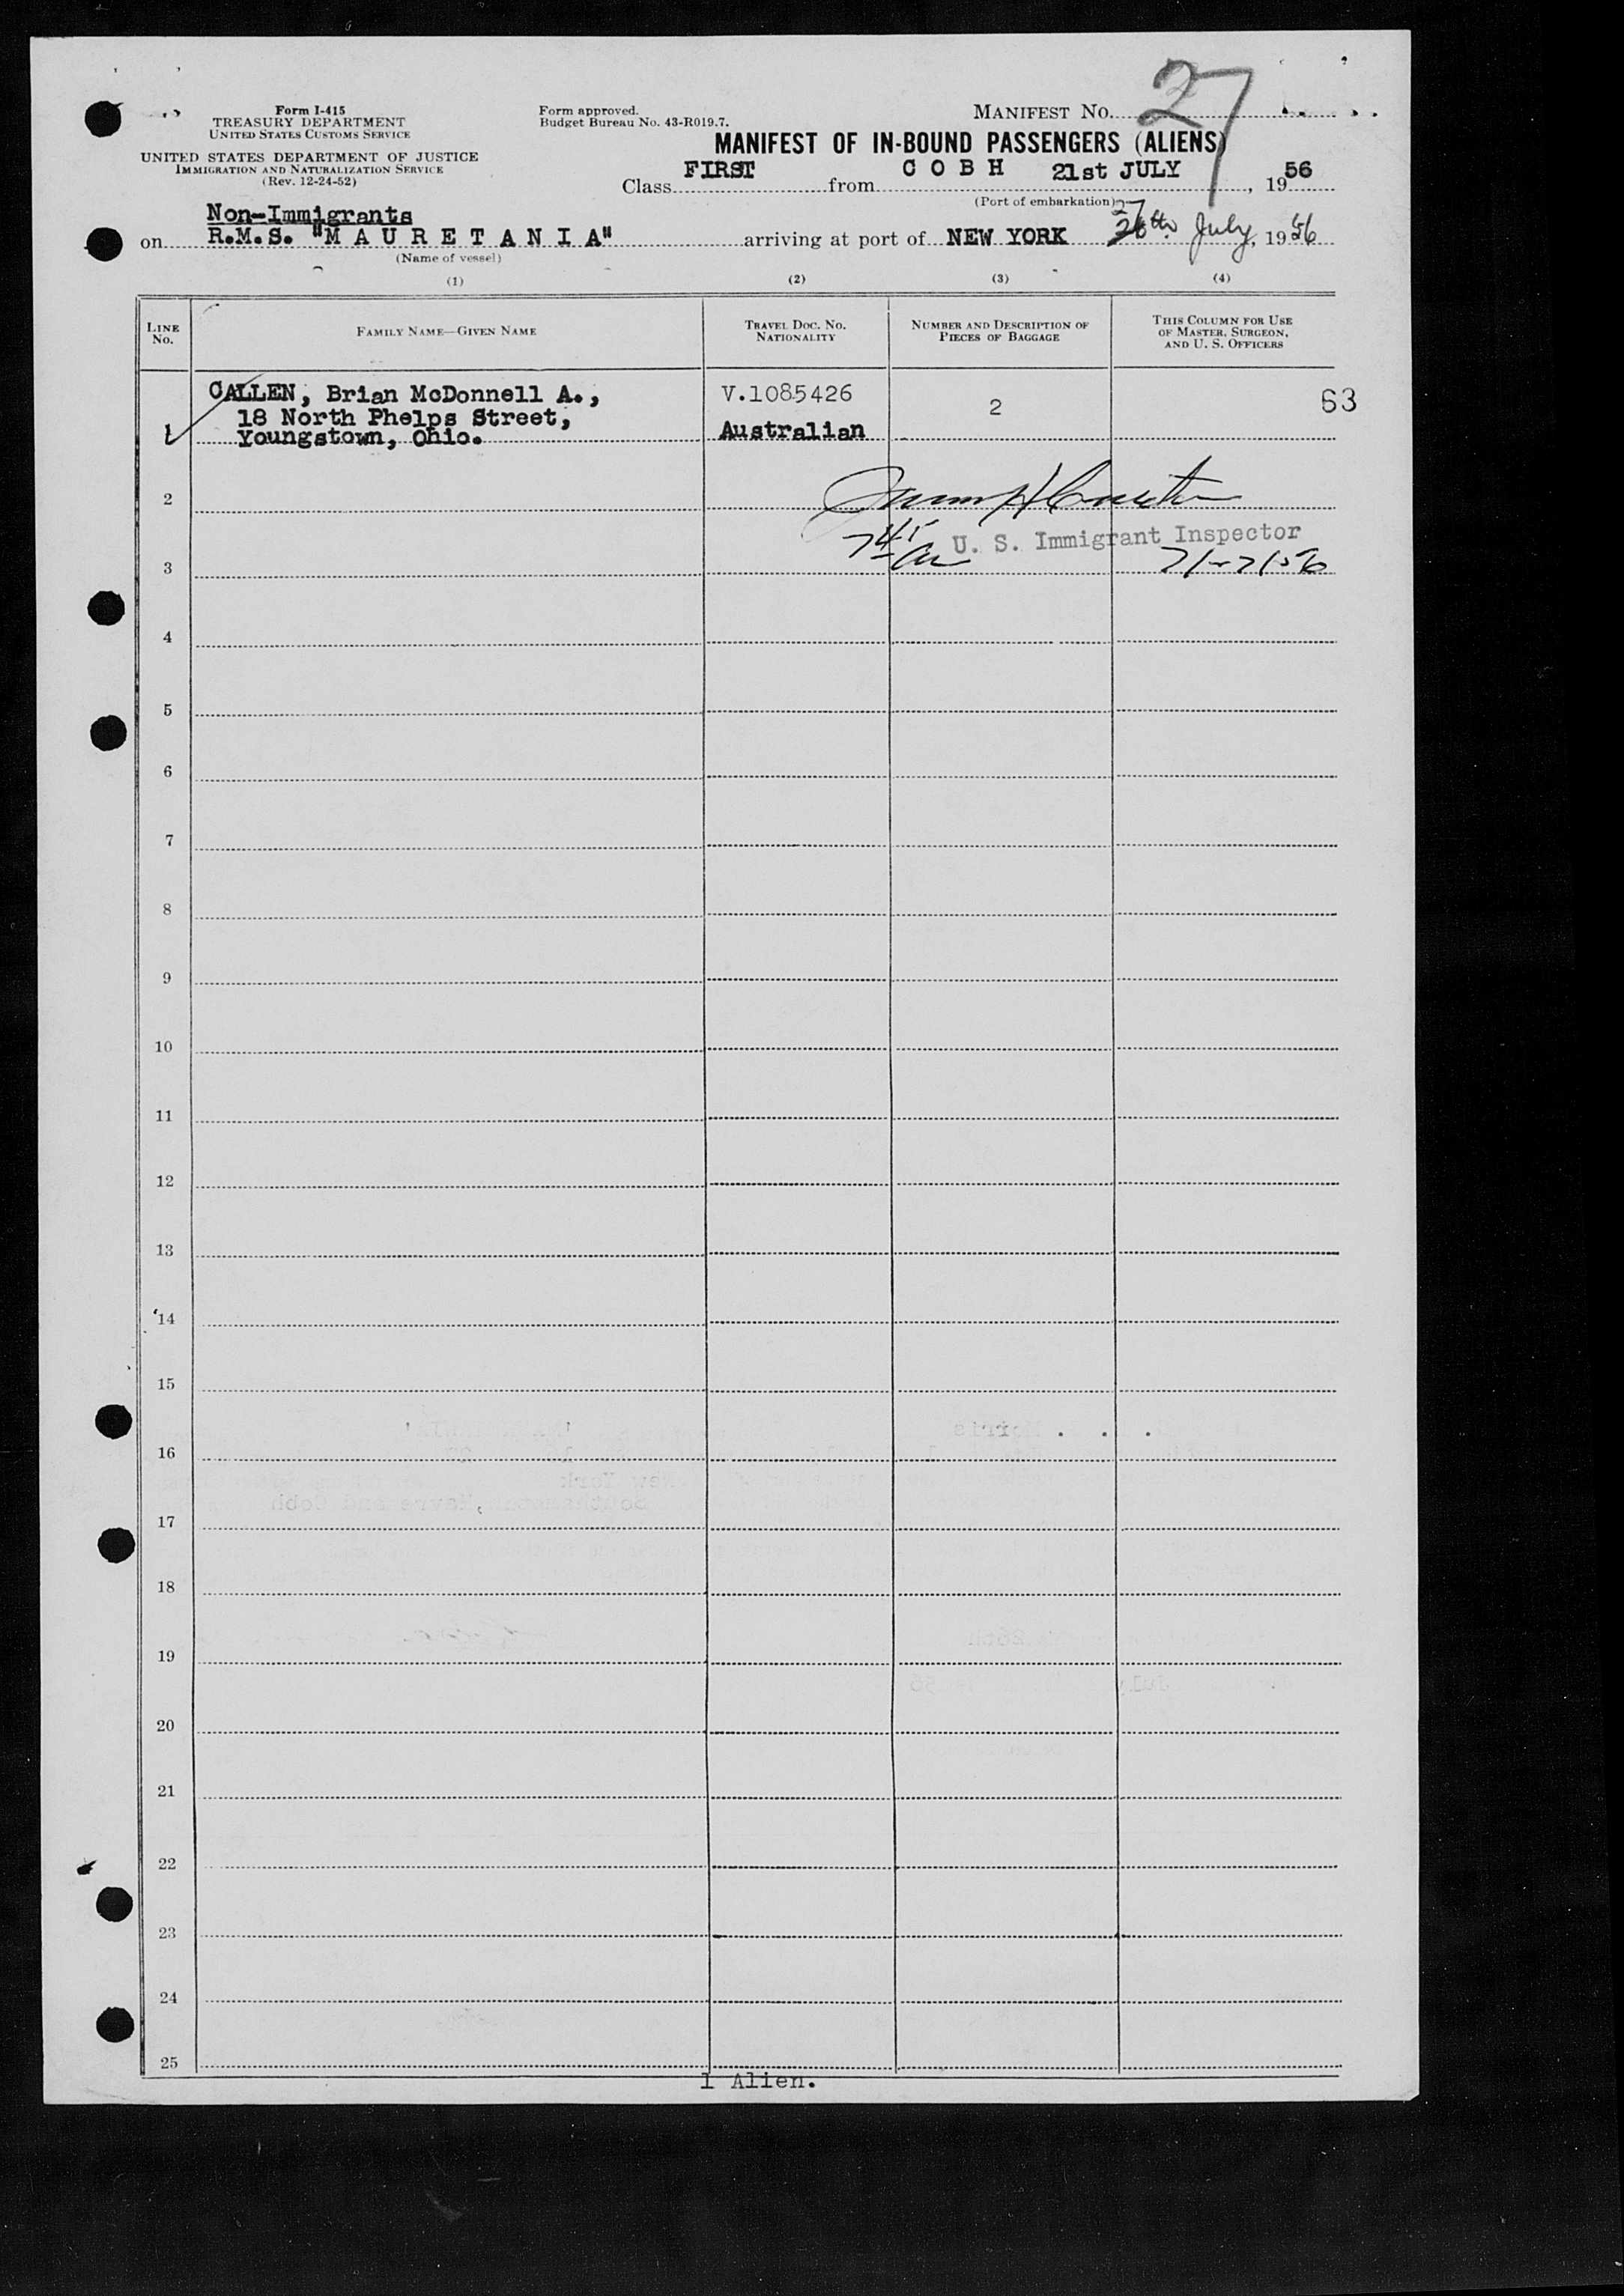 Form I-415
TREASURY DEPARTMENT
UNITED STATES CUSTOMS SERVICE
UNITED STATES DEPARTMENT OF JUSTICE
IMMIGRATION AND NATURALIZATION SERVICE
(Rev. 12-24-52)
Form approved.
Budget Bureau No. 43-R019.7.
MANIFEST NO. 27
MANIFEST OF IN-BOUND PASSENGERS (ALIENS)
Class FIRST from C O B H 21st JULY, 1956
(Port of embarkation)
Non-Immigrants
27
on R.M.S. "M A U R E T A N I A" arriving at port of NEW YORK 26th July, 1956
(Name of vessel)
(1) (2) (3) (4)
LINE NO.
FAMILY NAME—GIVEN NAME
TRAVEL DOC. NO. NATIONALITY
NUMBER AND DESCRIPTION OF PIECES OF BAGGAGE
THIS COLUMN FOR USE OF MASTER, SURGEON, AND U. S. OFFICERS
CALLEN, Brian McDonnell A., V.1085426 2 63
18 North Phelps Street,
1 Youngstown, Ohio. Australian
2
745 U. S. Immigrant Inspector
3
4
5
6
7
8
9
10
11
12
13
14
15
16
17
18
19
20
21
22
23
24
25
1 Alien.